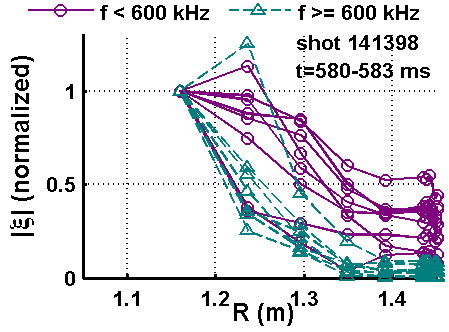 f < 600 kHz f >= 600 kHz
shot 141398
t=580-583 ms
|ξ| (normalized)
1
0.5
0
1.1 1.2 1.3 1.4
R (m)